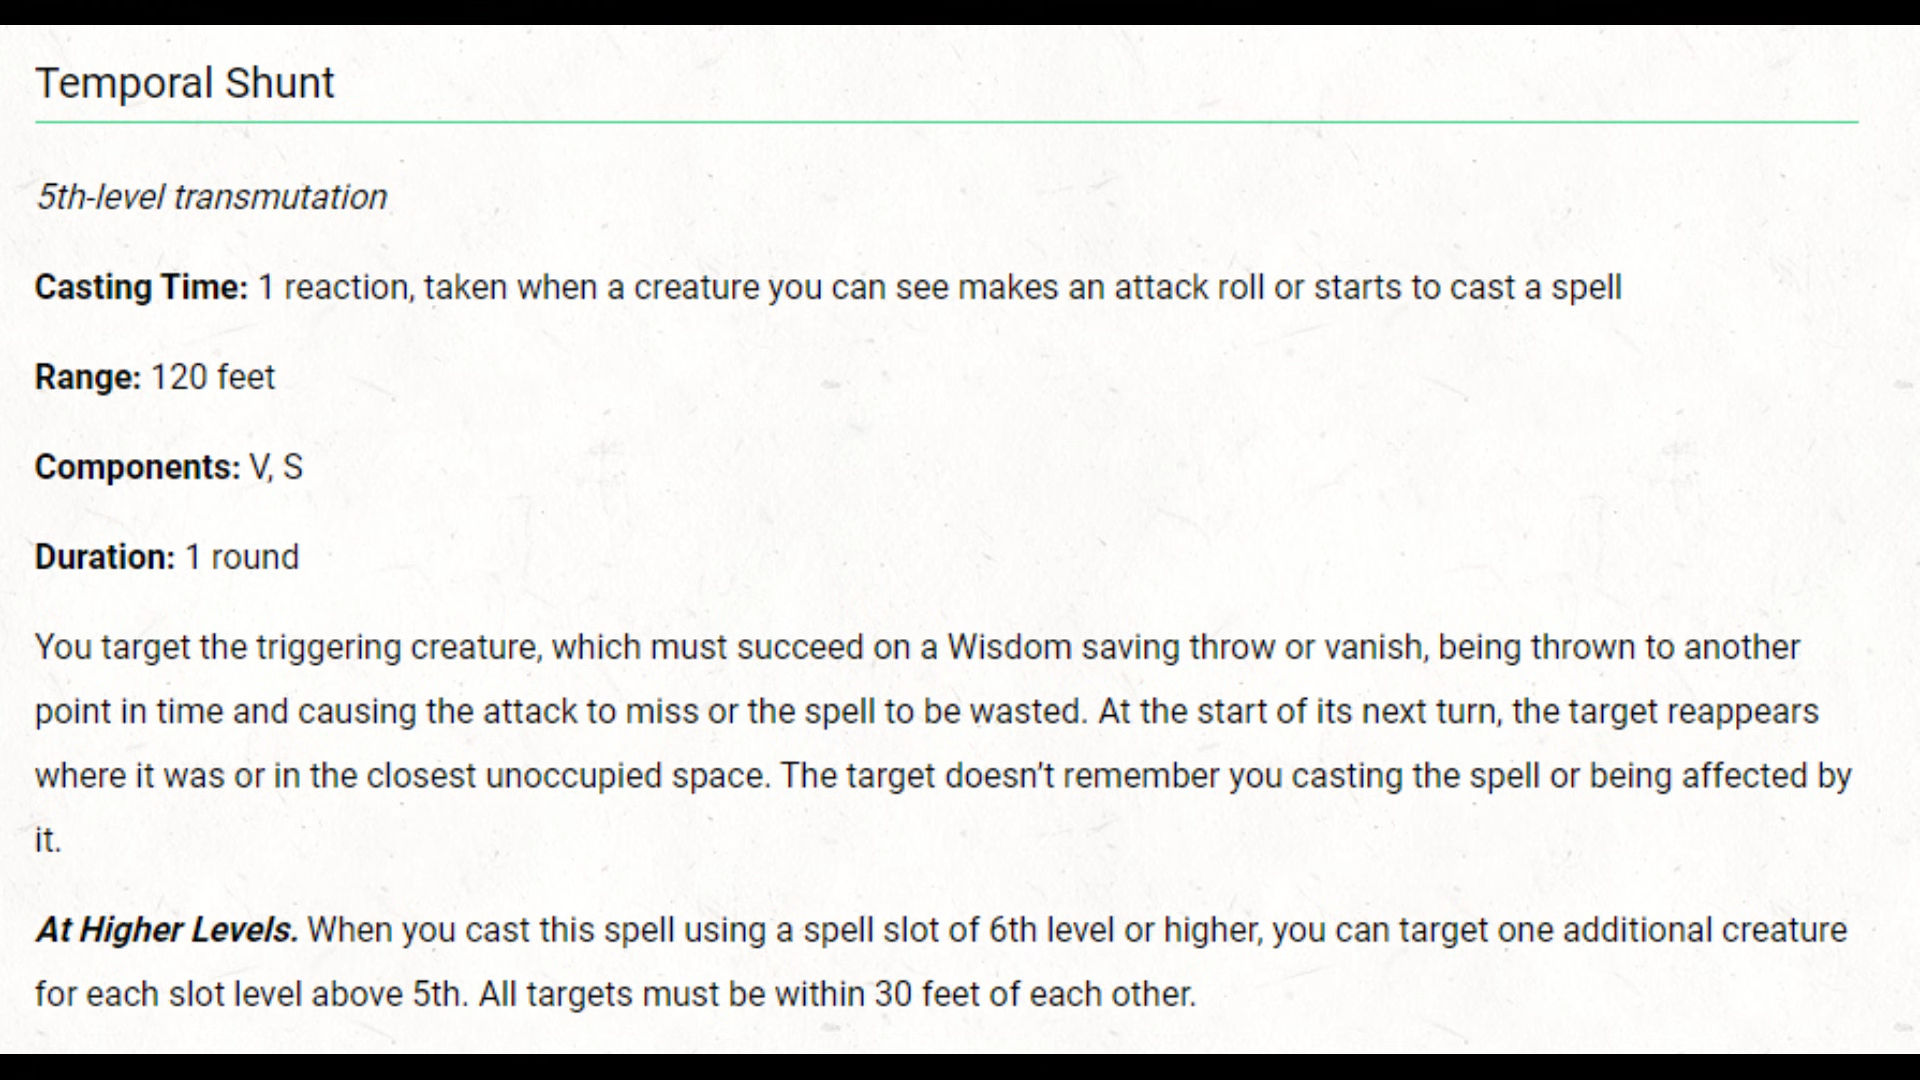 Temporal Shunt
5th-level transmutation
Casting Time: 1 reaction, taken when a creature you can see makes an attack roll or starts to cast a spell
Range: 120 feet
Components: V, S
Duration: 1 round
You target the triggering creature, which must succeed on a Wisdom saving throw or vanish, being thrown to another
point in time and causing the attack to miss or the spell to be wasted. At the start of its next turn, the target reappears
where it was or in the closest unoccupied space. The target doesn’t remember you casting the spell or being affected by
it.
At Higher Levels. When you cast this spell using a spell slot of 6th level or higher, you can target one additional creature
for each slot level above 5th. All targets must be within 30 feet of each other.